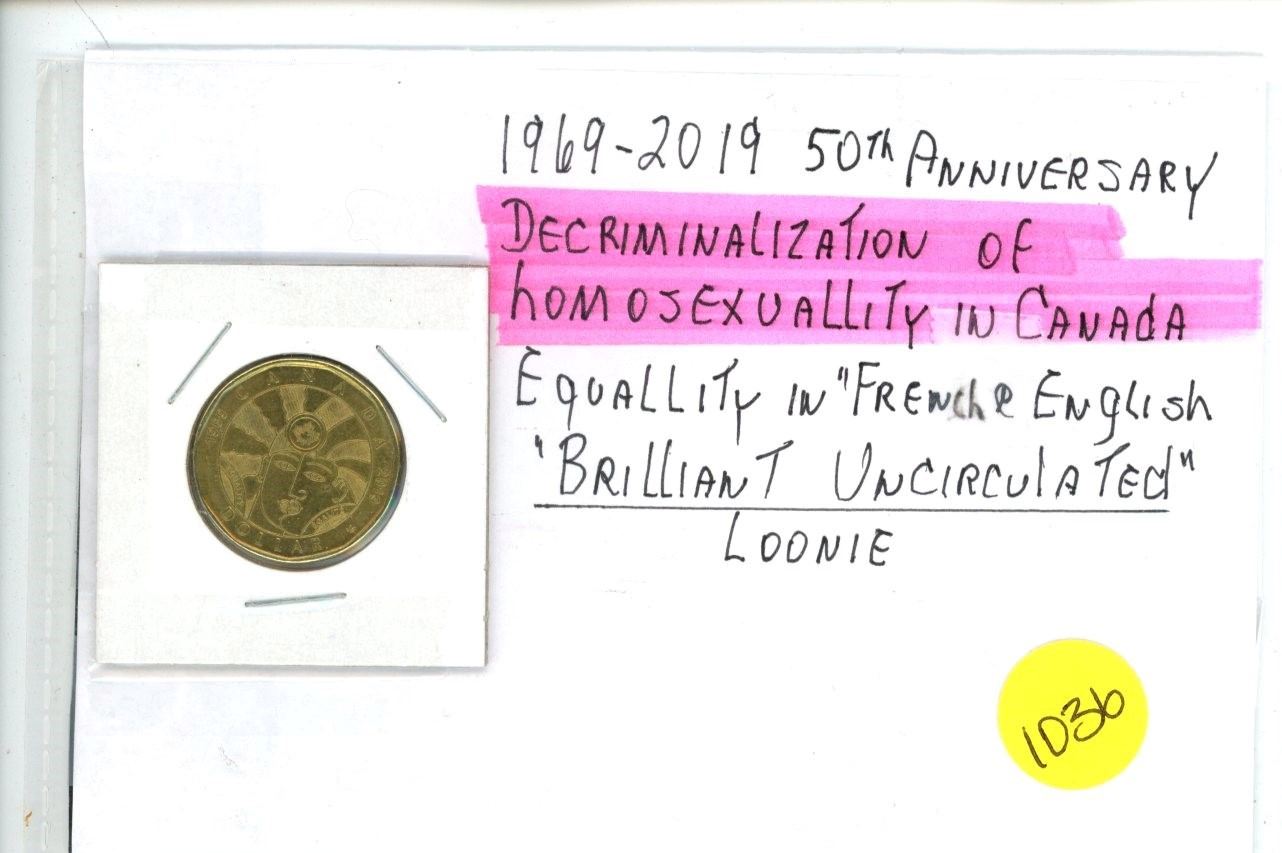 1969-2019 50th ANNIVERSARY
DECRIMINALIZATION OF
hOMOSEXUALLITY IN CANAdA
EQUALLITY IN "FRENch & ENGLISh
"BRILLIANT UNCIRCULATEd"
LOONIE
CANADA
DOLLAR
1036